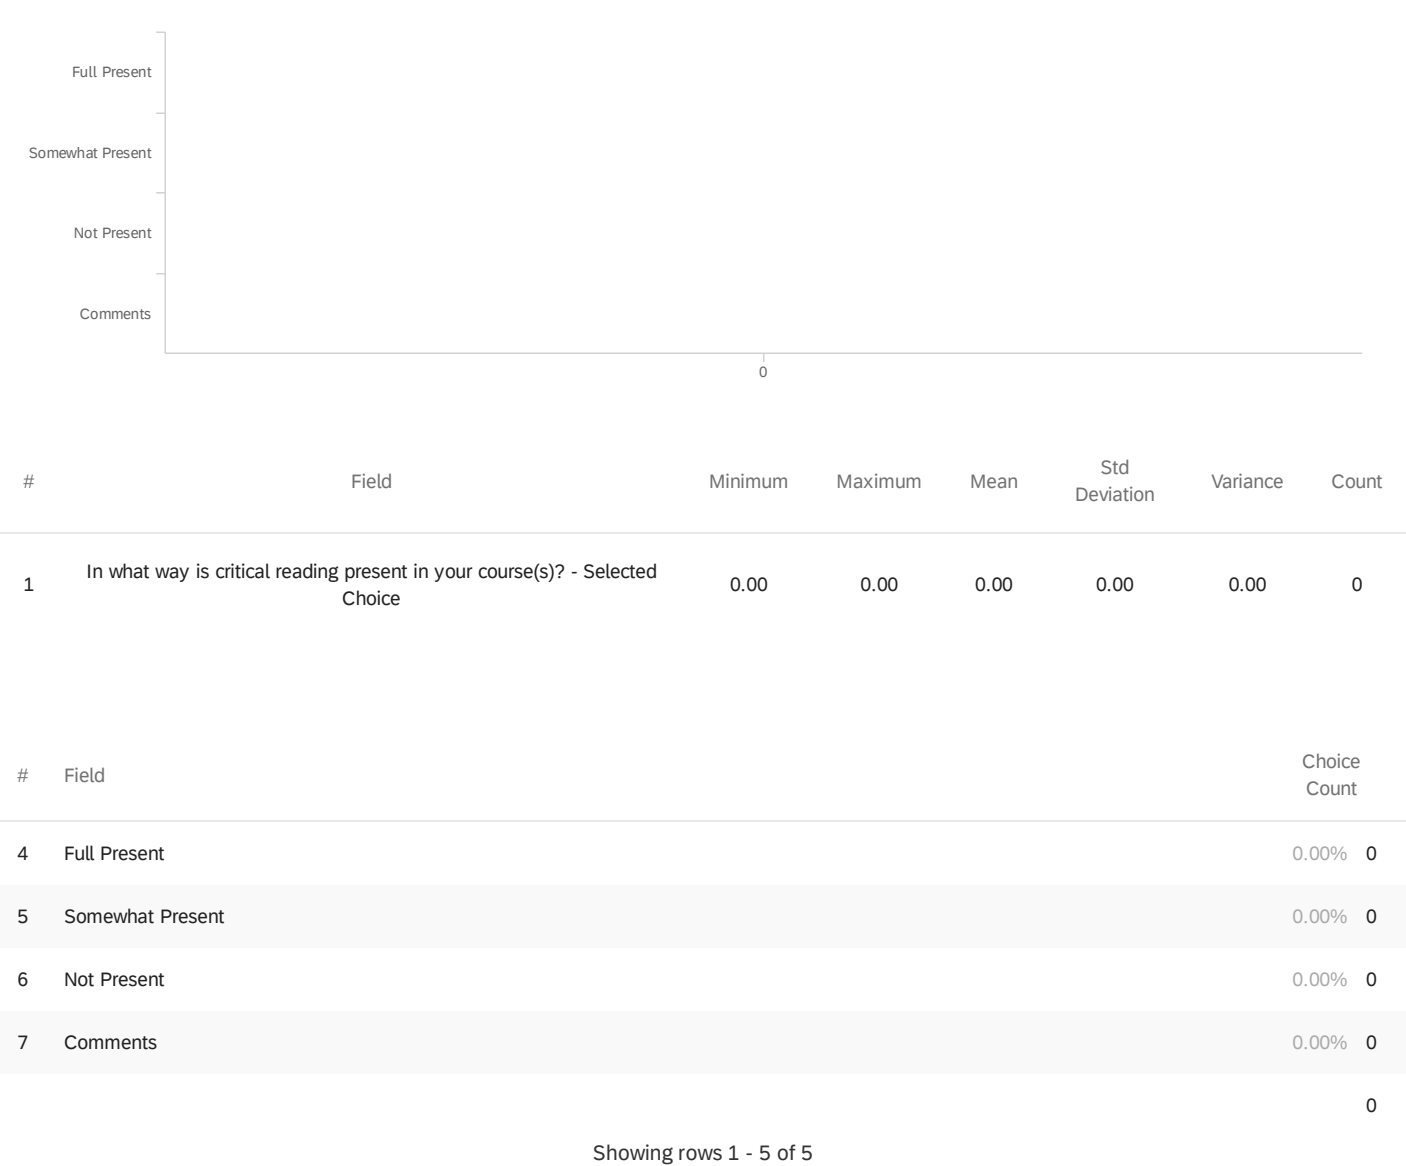 Full Present
Somewhat Present
Not Present
Comments
0
# Field Minimum Maximum Mean Std Deviation Variance Count
1 In what way is critical reading present in your course(s)? - Selected Choice 0.00 0.00 0.00 0.00 0.00 0
# Field Choice Count
4 Full Present 0.00% 0
5 Somewhat Present 0.00% 0
6 Not Present 0.00% 0
7 Comments 0.00% 0
0
Showing rows 1 - 5 of 5